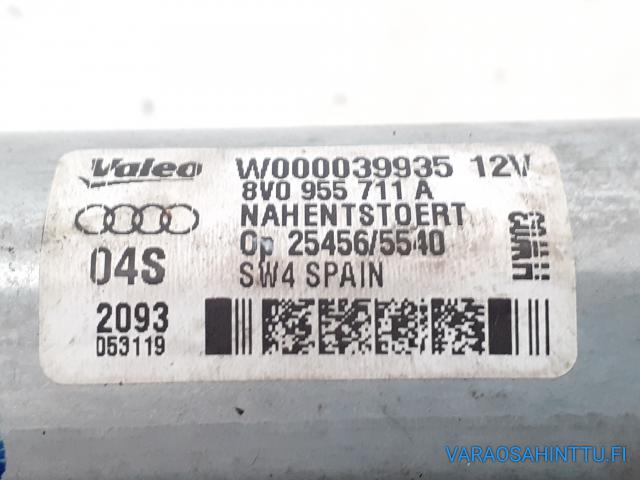 Valeo W000039935 12V
8V0 955 711 A
NAHENTSTOERT
04S Op 25456/5540
SW4 SPAIN
2093
053119
VARAOSAHINTTU.FI